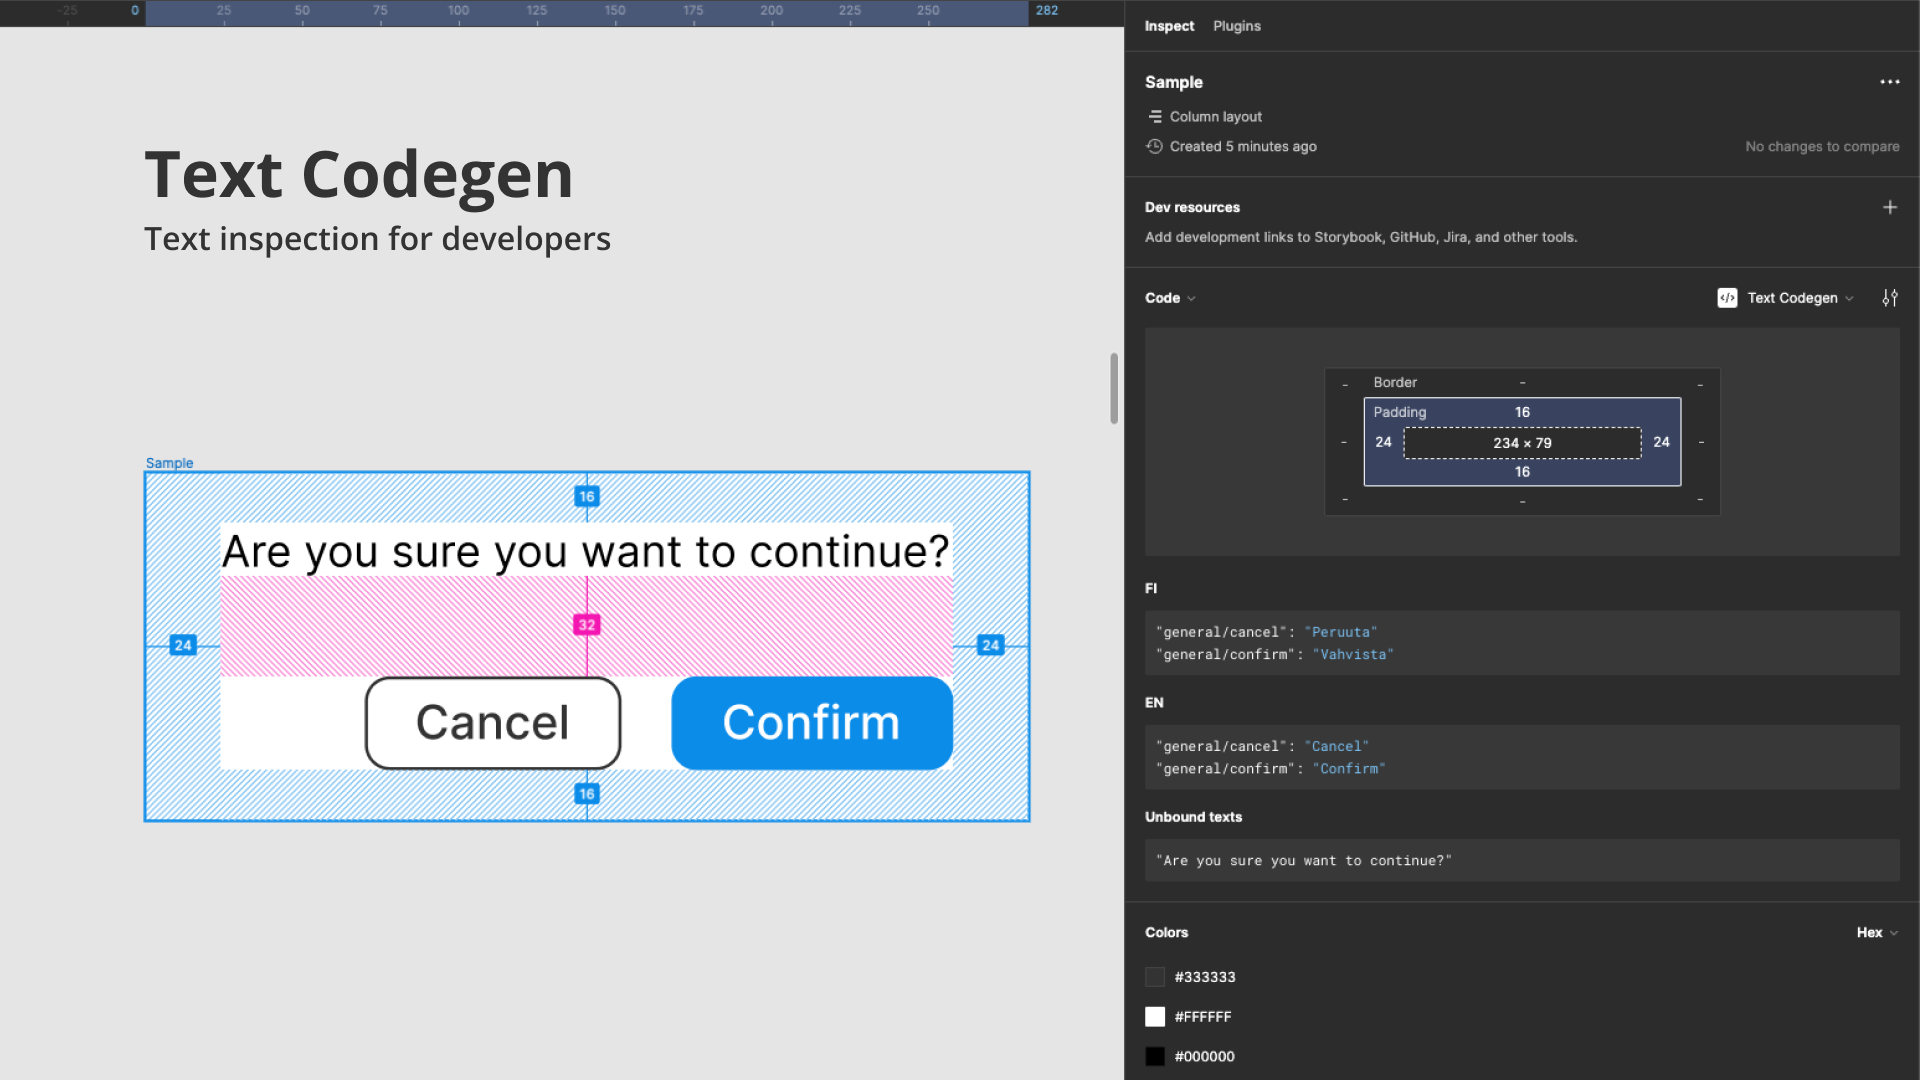 -25 0 25 50 75 100 125 150 175 200 225 250 282
Text Codegen
Text inspection for developers
Sample
16
Are you sure you want to continue?
32
24 24
Cancel Confirm
16
Inspect Plugins
Sample
Column layout
Created 5 minutes ago No changes to compare
Dev resources
Add development links to Storybook, GitHub, Jira, and other tools.
Code Text Codegen
- Border - -
Padding 16
- 24 234 × 79 24 -
16
- - -
FI
"general/cancel": "Peruuta"
"general/confirm": "Vahvista"
EN
"general/cancel": "Cancel"
"general/confirm": "Confirm"
Unbound texts
"Are you sure you want to continue?"
Colors Hex
#333333
#FFFFFF
#000000